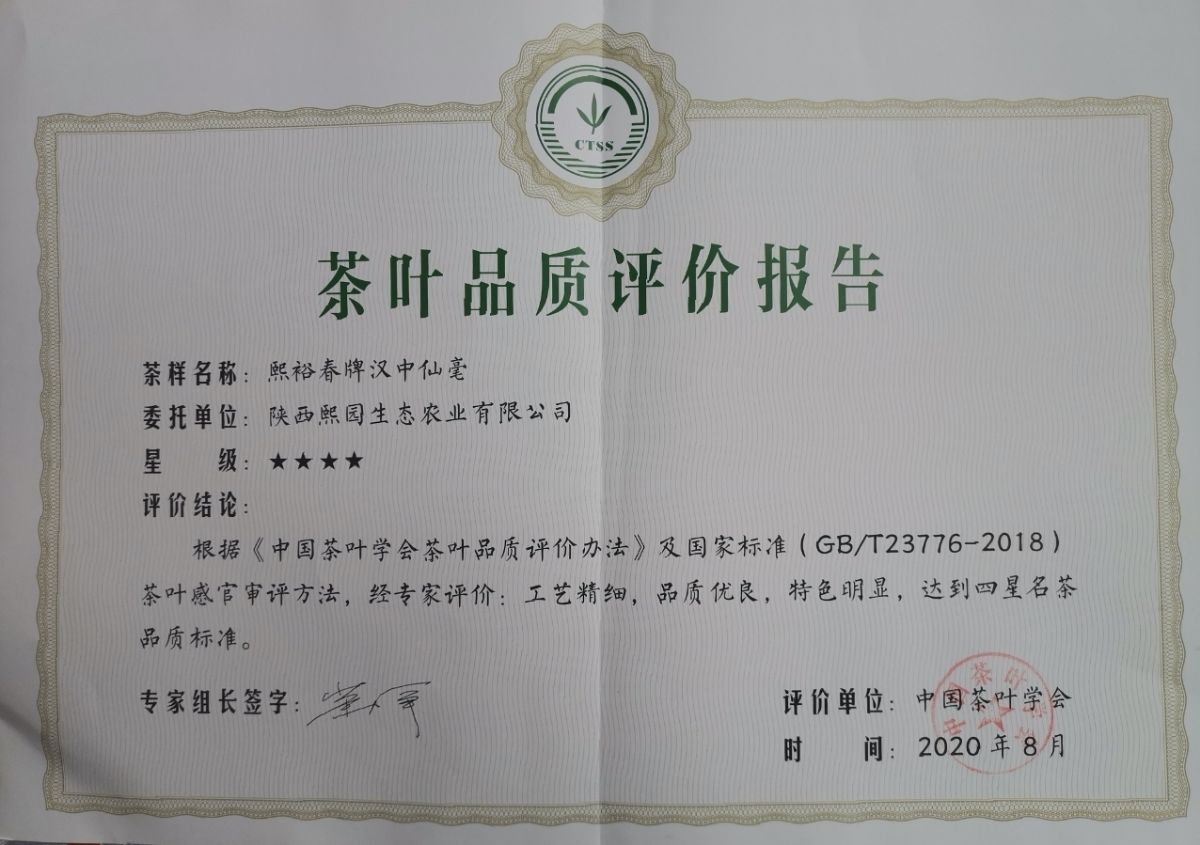 CTSS
茶叶品质评价报告
茶样名称：熙裕春牌汉中仙毫
委托单位：陕西熙园生态农业有限公司
星　　级：★★★★
评价结论：
根据《中国茶叶学会茶叶品质评价办法》及国家标准（GB/T23776-2018）
茶叶感官审评方法，经专家评价：工艺精细，品质优良，特色明显，达到四星名茶
品质标准。
专家组长签字：
评价单位：中国茶叶学会
时　　间：2020年8月
中国茶叶学会